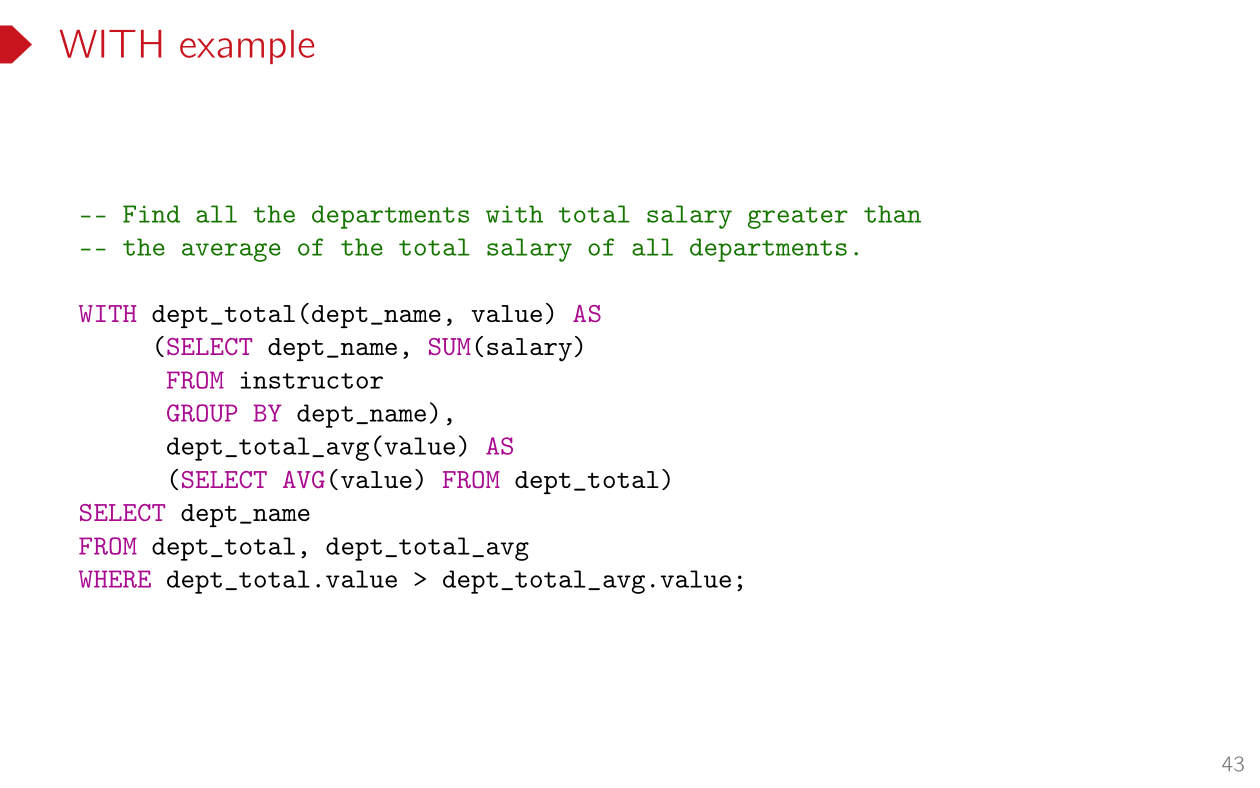 WITH example
-- Find all the departments with total salary greater than
-- the average of the total salary of all departments.
WITH dept_total(dept_name, value) AS
(SELECT dept_name, SUM(salary)
FROM instructor
GROUP BY dept_name),
dept_total_avg(value) AS
(SELECT AVG(value) FROM dept_total)
SELECT dept_name
FROM dept_total, dept_total_avg
WHERE dept_total.value > dept_total_avg.value;
43